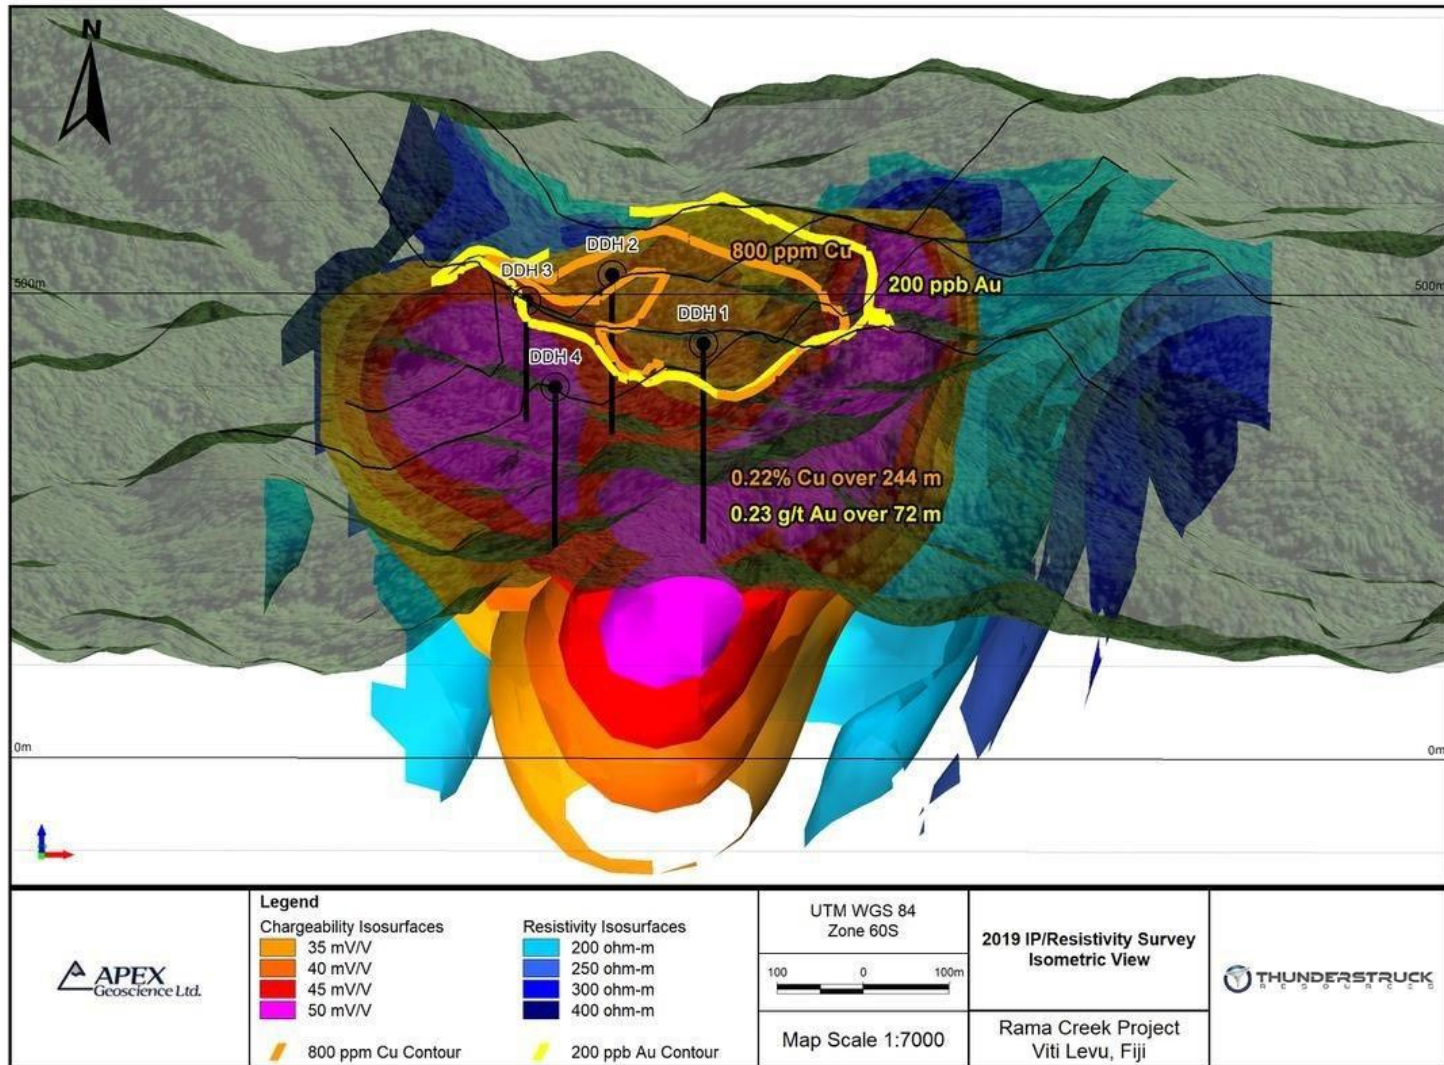 N
DDH 2
800 ppm Cu
DDH 3
500m
200 ppb Au
500m
DDH 1
DDH 4
0.22% Cu over 244 m
0.23 g/t Au over 72 m
0m
0m
APEX
Geoscience Ltd.
Legend
Chargeability Isosurfaces
35 mV/V
40 mV/V
45 mV/V
50 mV/V
800 ppm Cu Contour
Resistivity Isosurfaces
200 ohm-m
250 ohm-m
300 ohm-m
400 ohm-m
200 ppb Au Contour
UTM WGS 84
Zone 60S
100 0 100m
Map Scale 1:7000
2019 IP/Resistivity Survey
Isometric View
Rama Creek Project
Viti Levu, Fiji
THUNDERSTRUCK
RESOURCES